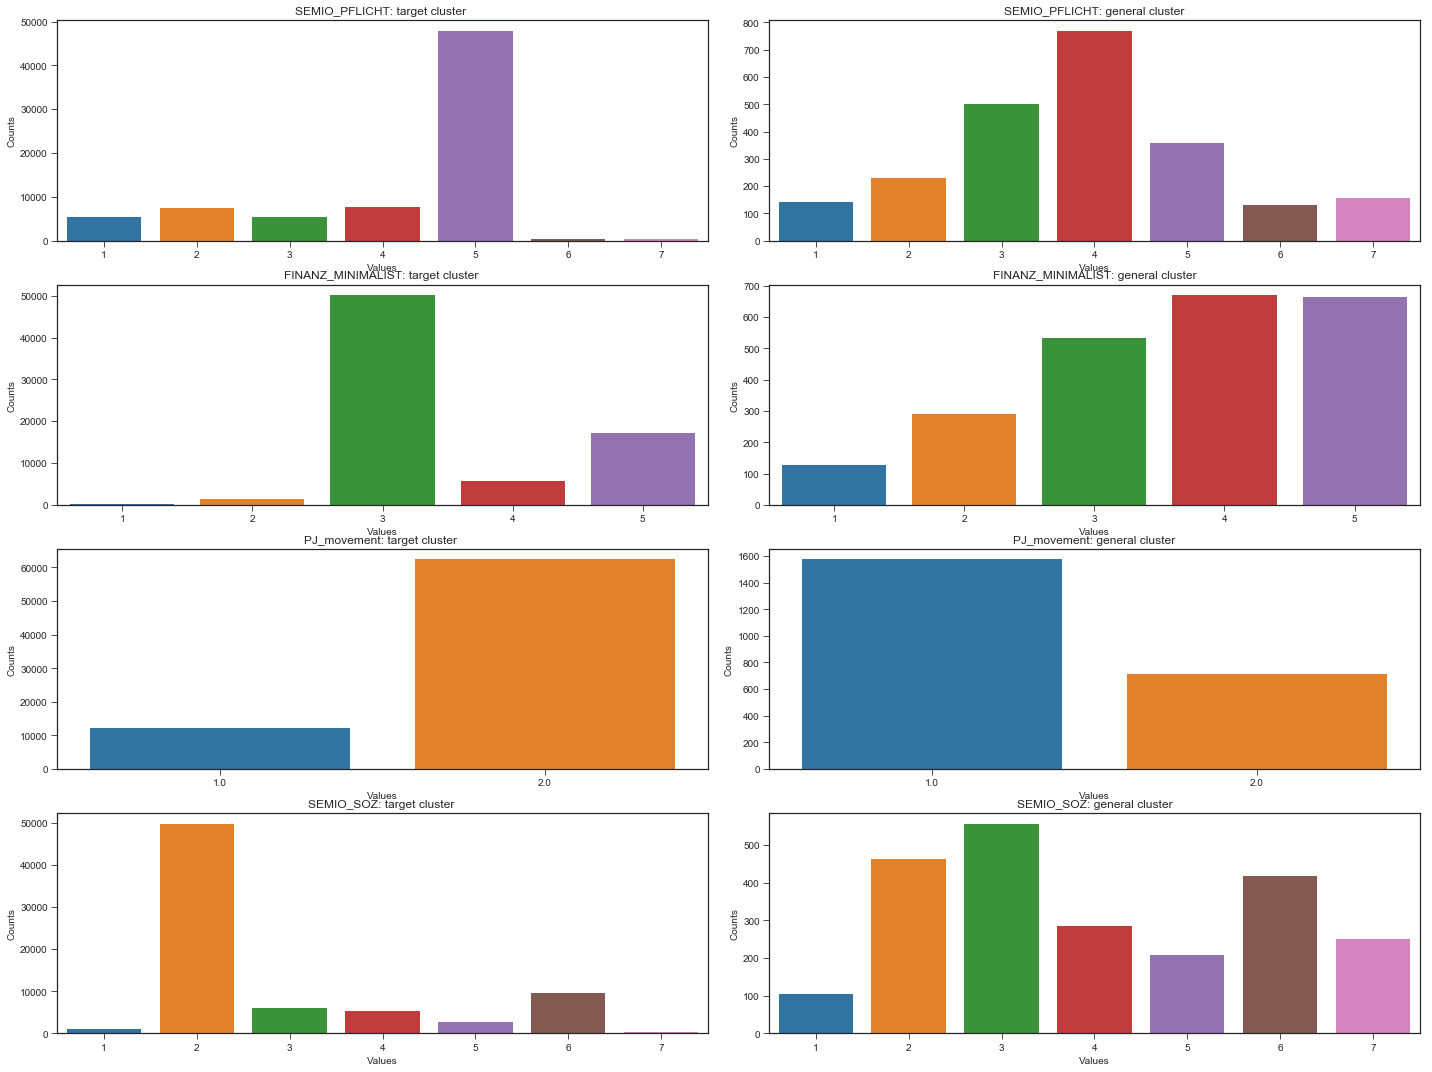 SEMIO_PFLICHT: target cluster
50000
40000
30000
20000
10000
0
Counts
1 2 3 4 5 6 7
Values
SEMIO_PFLICHT: general cluster
800
700
600
500
400
300
200
100
0
Counts
1 2 3 4 5 6 7
Values
FINANZ_MINIMALIST: target cluster
50000
40000
30000
20000
10000
0
Counts
1 2 3 4 5
Values
FINANZ_MINIMALIST: general cluster
700
600
500
400
300
200
100
0
Counts
1 2 3 4 5
Values
PJ_movement: target cluster
60000
50000
40000
30000
20000
10000
0
Counts
1.0 2.0
Values
PJ_movement: general cluster
1600
1400
1200
1000
800
600
400
200
0
Counts
1.0 2.0
Values
SEMIO_SOZ: target cluster
50000
40000
30000
20000
10000
0
Counts
1 2 3 4 5 6 7
Values
SEMIO_SOZ: general cluster
500
400
300
200
100
0
Counts
1 2 3 4 5 6 7
Values